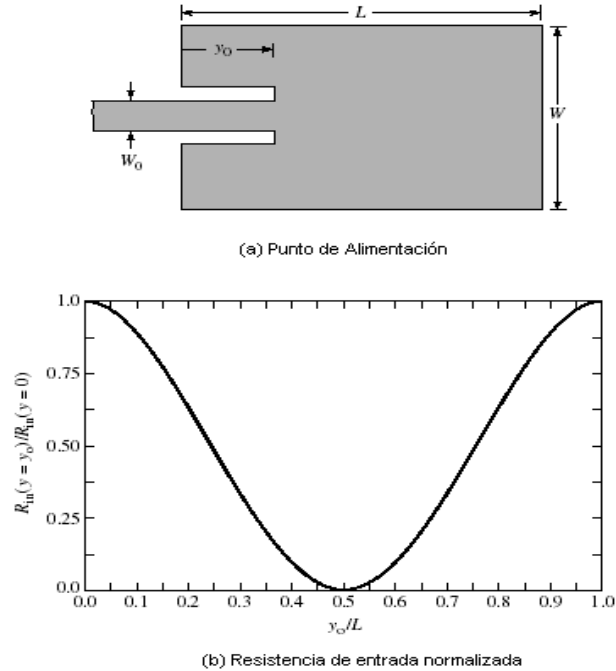 L
y₀
W₀
W
(a) Punto de Alimentación
1.0
0.75
0.50
0.25
0.0
R_in(y = y₀)/R_in(y = 0)
0.0 0.1 0.2 0.3 0.4 0.5 0.6 0.7 0.8 0.9 1.0
y₀/L
(b) Resistencia de entrada normalizada